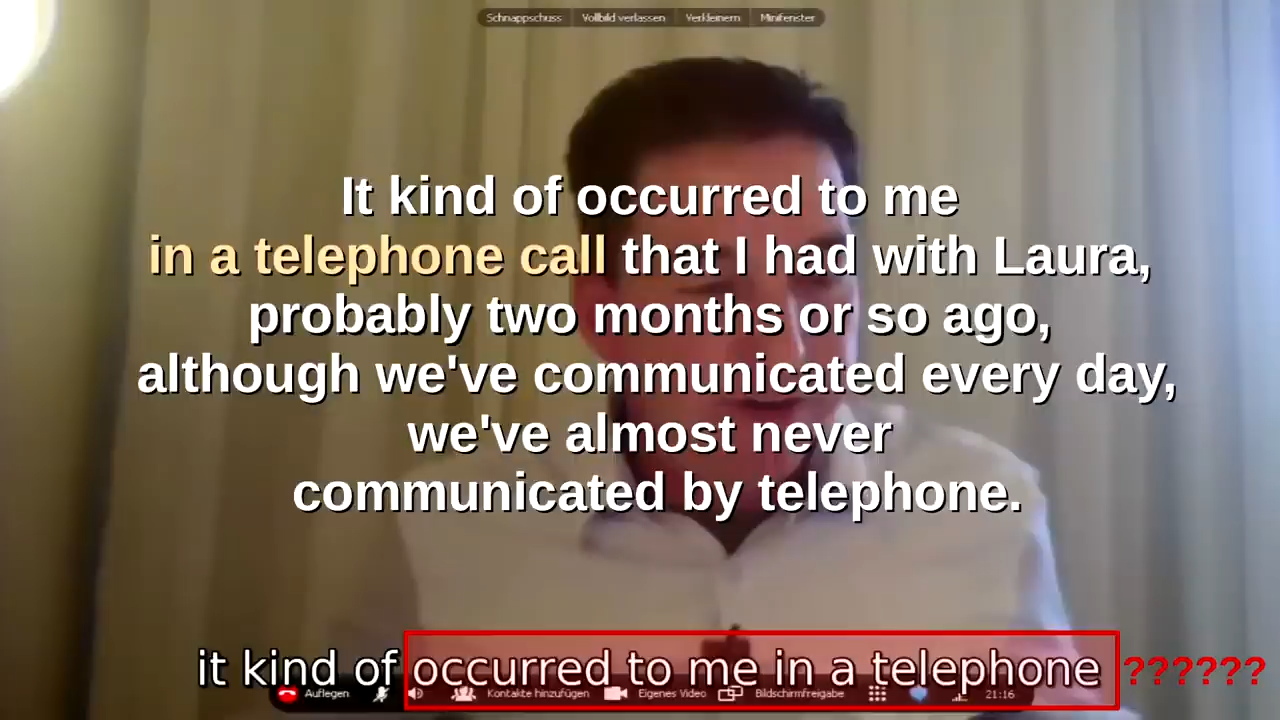 Schnappschuss Vollbild verlassen Verkleinern Minifenster
It kind of occurred to me
in a telephone call that I had with Laura,
probably two months or so ago,
although we've communicated every day,
we've almost never
communicated by telephone.
it kind of occurred to me in a telephone ??????
Auflegen Kontakte hinzufügen Eigenes Video Bildschirmfreigabe 21:16